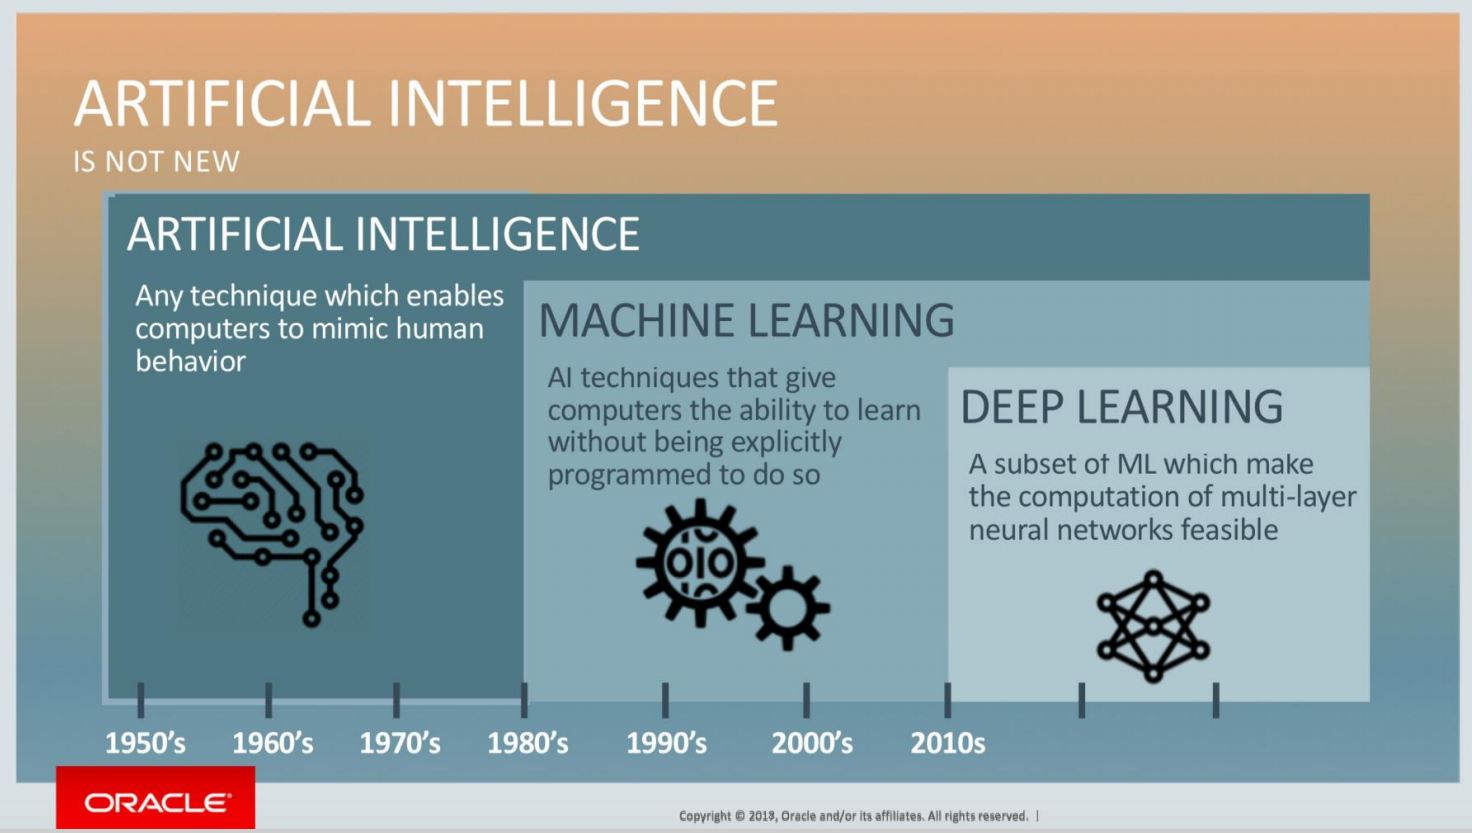 ARTIFICIAL INTELLIGENCE
IS NOT NEW
ARTIFICIAL INTELLIGENCE
Any technique which enables
computers to mimic human
behavior
MACHINE LEARNING
AI techniques that give
computers the ability to learn
without being explicitly
programmed to do so
DEEP LEARNING
A subset of ML which make
the computation of multi-layer
neural networks feasible
1950's 1960's 1970's 1980's 1990's 2000's 2010s
ORACLE
Copyright © , Oracle and/or its affiliates. All rights reserved. |